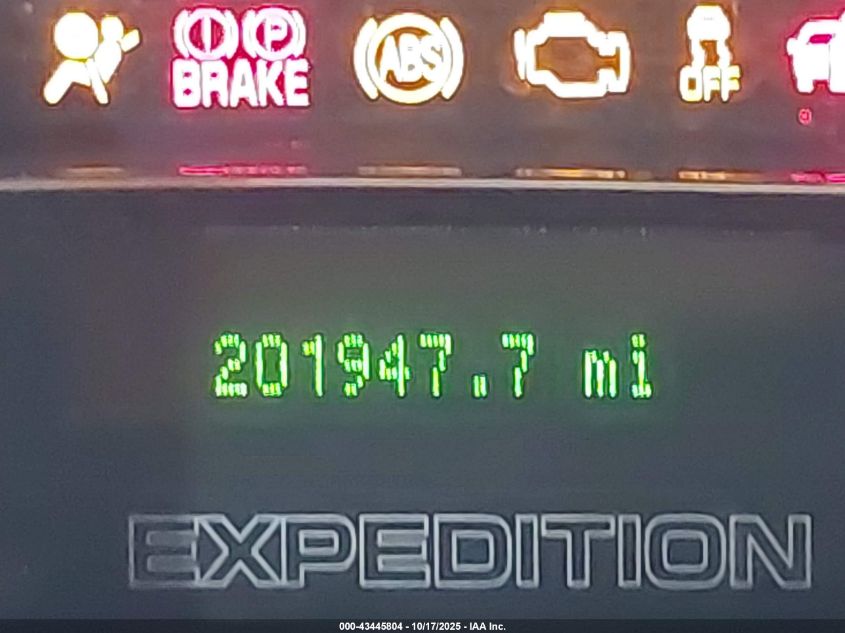 BRAKE
ABS
OFF
201947.7 mi
EXPEDITION
000-43445804 - 10/17/2025 - IAA Inc.